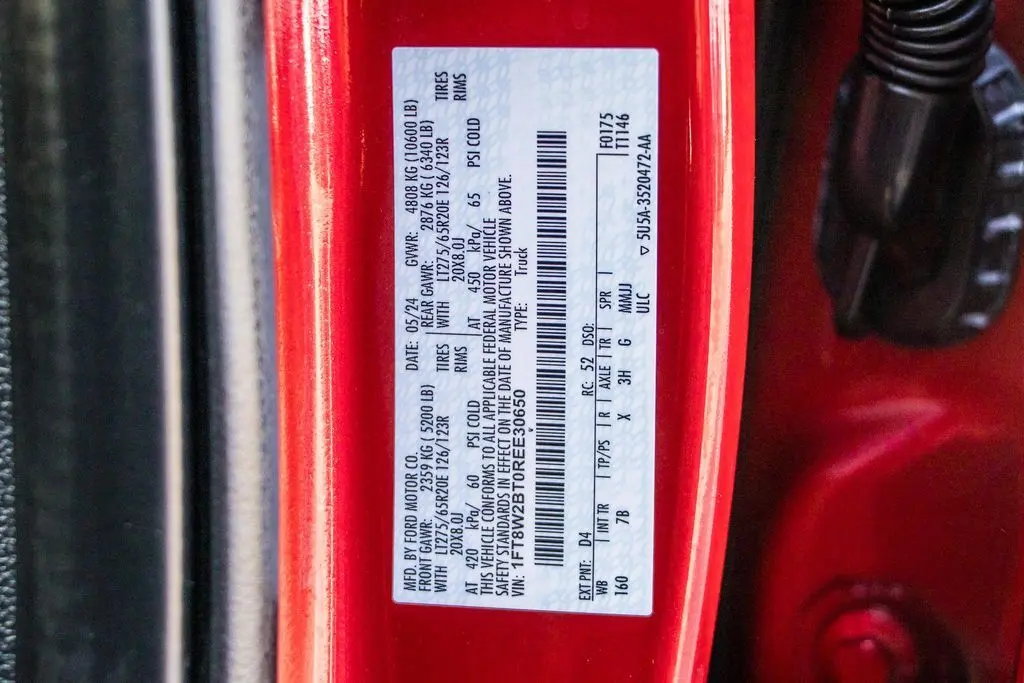 MFD. BY FORD MOTOR CO. DATE: 05/24 GVWR: 4808 KG (10600 LB)
FRONT GAWR: 2359 KG ( 5200 LB) REAR GAWR: 2876 KG ( 6340 LB)
WITH LT275/65R20E 126/123R TIRES WITH LT275/65R20E 126/123R TIRES
20X8.0J RIMS 20X8.0J RIMS
AT 420 kPa/ 60 PSI COLD AT 450 kPa/ 65 PSI COLD
THIS VEHICLE CONFORMS TO ALL APPLICABLE FEDERAL MOTOR VEHICLE
SAFETY STANDARDS IN EFFECT ON THE DATE OF MANUFACTURE SHOWN ABOVE.
VIN: 1FT8W2BT0REE30650 TYPE: Truck
EXT PNT: D4 RC: 52 DSO:
WB INT TR TP/PS R AXLE TR SPR F0175
160 7B X 3H G MMJJ T1146
ULC
▽ 5U5A-3520472-AA